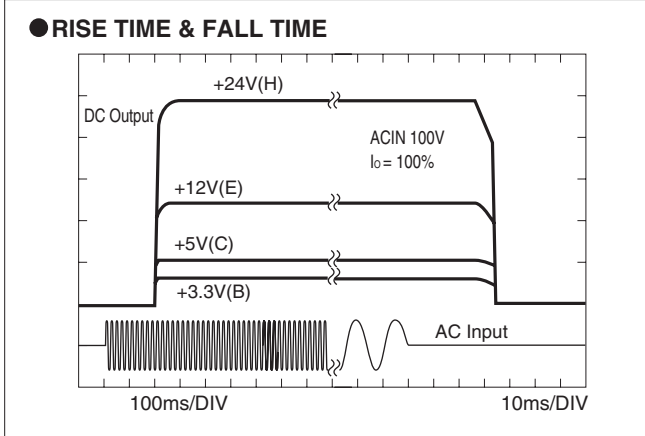 ●RISE TIME & FALL TIME
+24V(H)
DC Output
ACIN 100V
Io = 100%
+12V(E)
+5V(C)
+3.3V(B)
AC Input
100ms/DIV
10ms/DIV